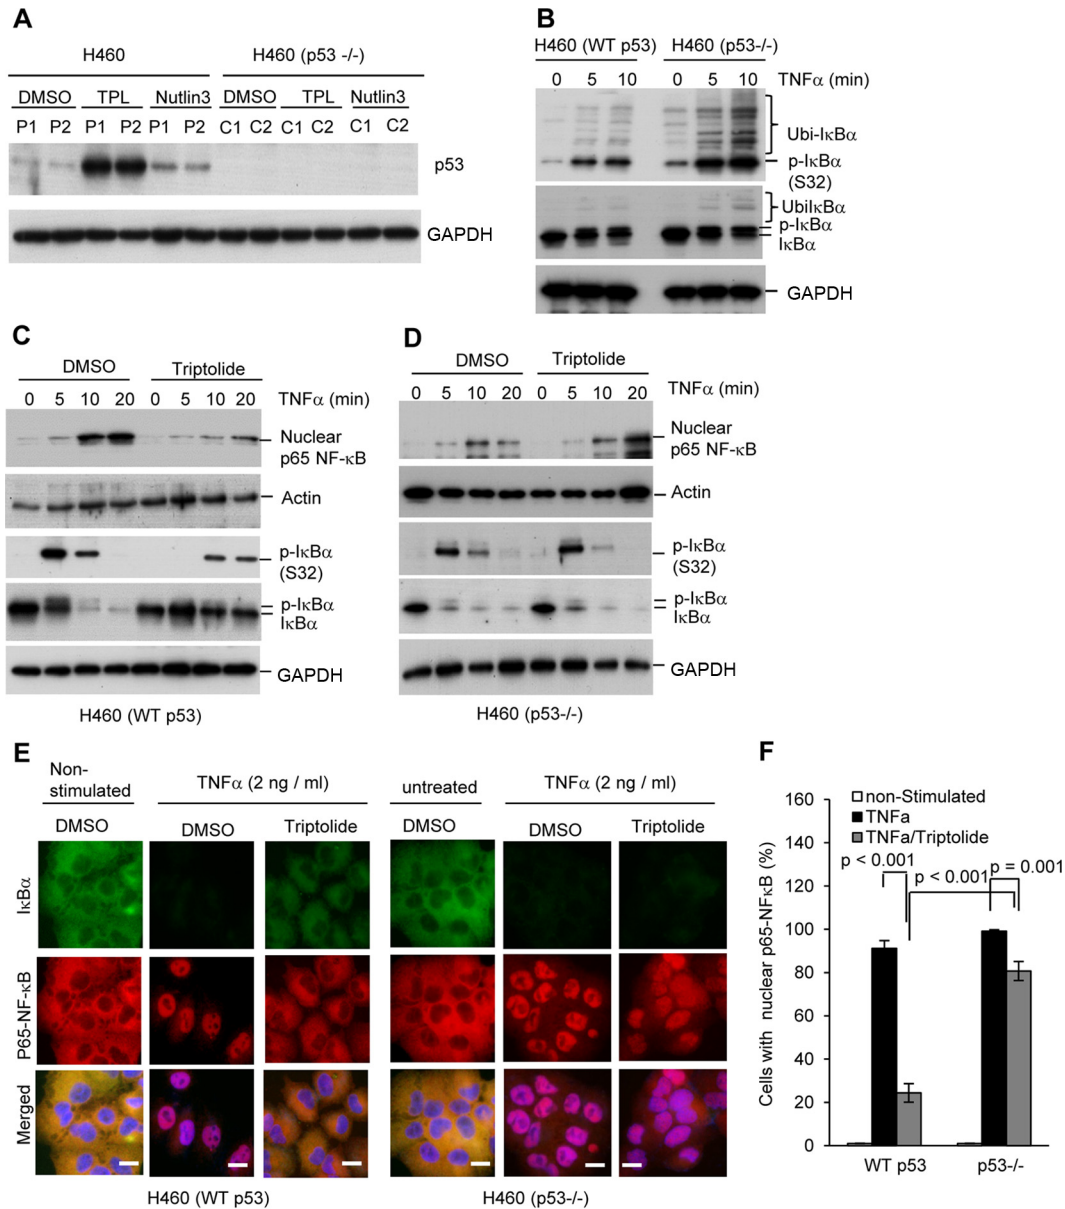 A
H460
H460 (p53 -/-)
DMSO TPL Nutlin3 DMSO TPL Nutlin3
P1 P2 P1 P2 P1 P2 C1 C2 C1 C2 C1 C2
p53
GAPDH
B
H460 (WT p53) H460 (p53-/-)
0 5 10 0 5 10 TNFα (min)
Ubi-IκBα
p-IκBα
(S32)
UbiIκBα
p-IκBα
IκBα
GAPDH
C
DMSO Triptolide
0 5 10 20 0 5 10 20 TNFα (min)
Nuclear
p65 NF-κB
Actin
p-IκBα
(S32)
p-IκBα
IκBα
GAPDH
H460 (WT p53)
D
DMSO Triptolide
0 5 10 20 0 5 10 20 TNFα (min)
Nuclear
p65 NF-κB
Actin
p-IκBα
(S32)
p-IκBα
IκBα
GAPDH
H460 (p53-/-)
E
Non-
stimulated
TNFα (2 ng / ml)
untreated
TNFα (2 ng / ml)
DMSO DMSO Triptolide DMSO DMSO Triptolide
IκBα
P65-NF-κB
Merged
H460 (WT p53)
H460 (p53-/-)
F
Cells with nuclear p65-NFκB (%)
160
140
120
100
80
60
40
20
0
non-Stimulated
TNFa
TNFa/Triptolide
p < 0.001
p < 0.001
p = 0.001
WT p53 p53-/-